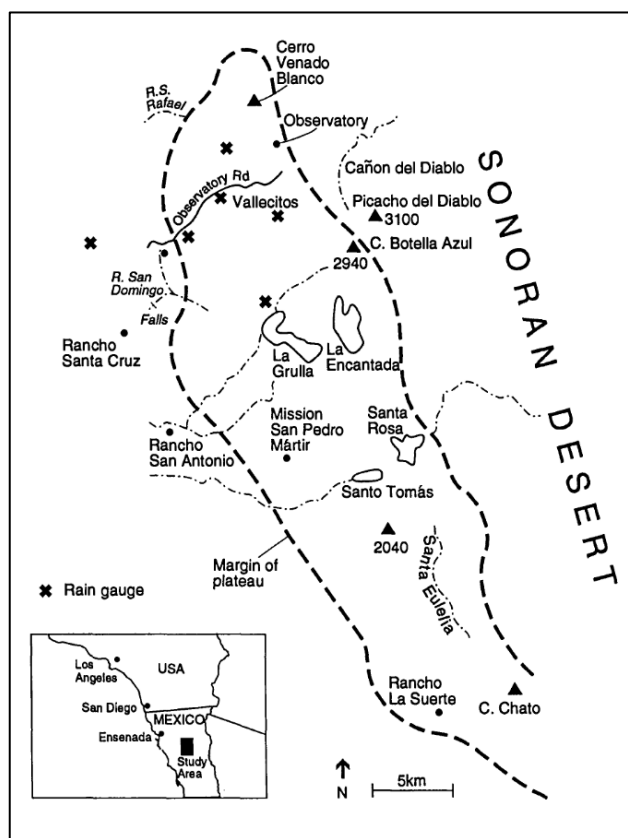 Cerro
Venado
Blanco
R.S.
Rafael
Observatory
Cañon del Diablo
Observatory Rd
Vallecitos
Picacho del Diablo
3100
C. Botella Azul
2940
R. San
Domingo
Falls
Rancho
Santa Cruz
La
Grulla
La
Encantada
SONORAN DESERT
Mission
San Pedro
Mártir
Santa
Rosa
Rancho
San Antonio
Santo Tomás
2040
Santa Eulelia
Margin of
plateau
Rain gauge
Los
Angeles
USA
San Diego
MEXICO
Ensenada
Study
Area
Rancho
La Suerte
C. Chato
N
5km